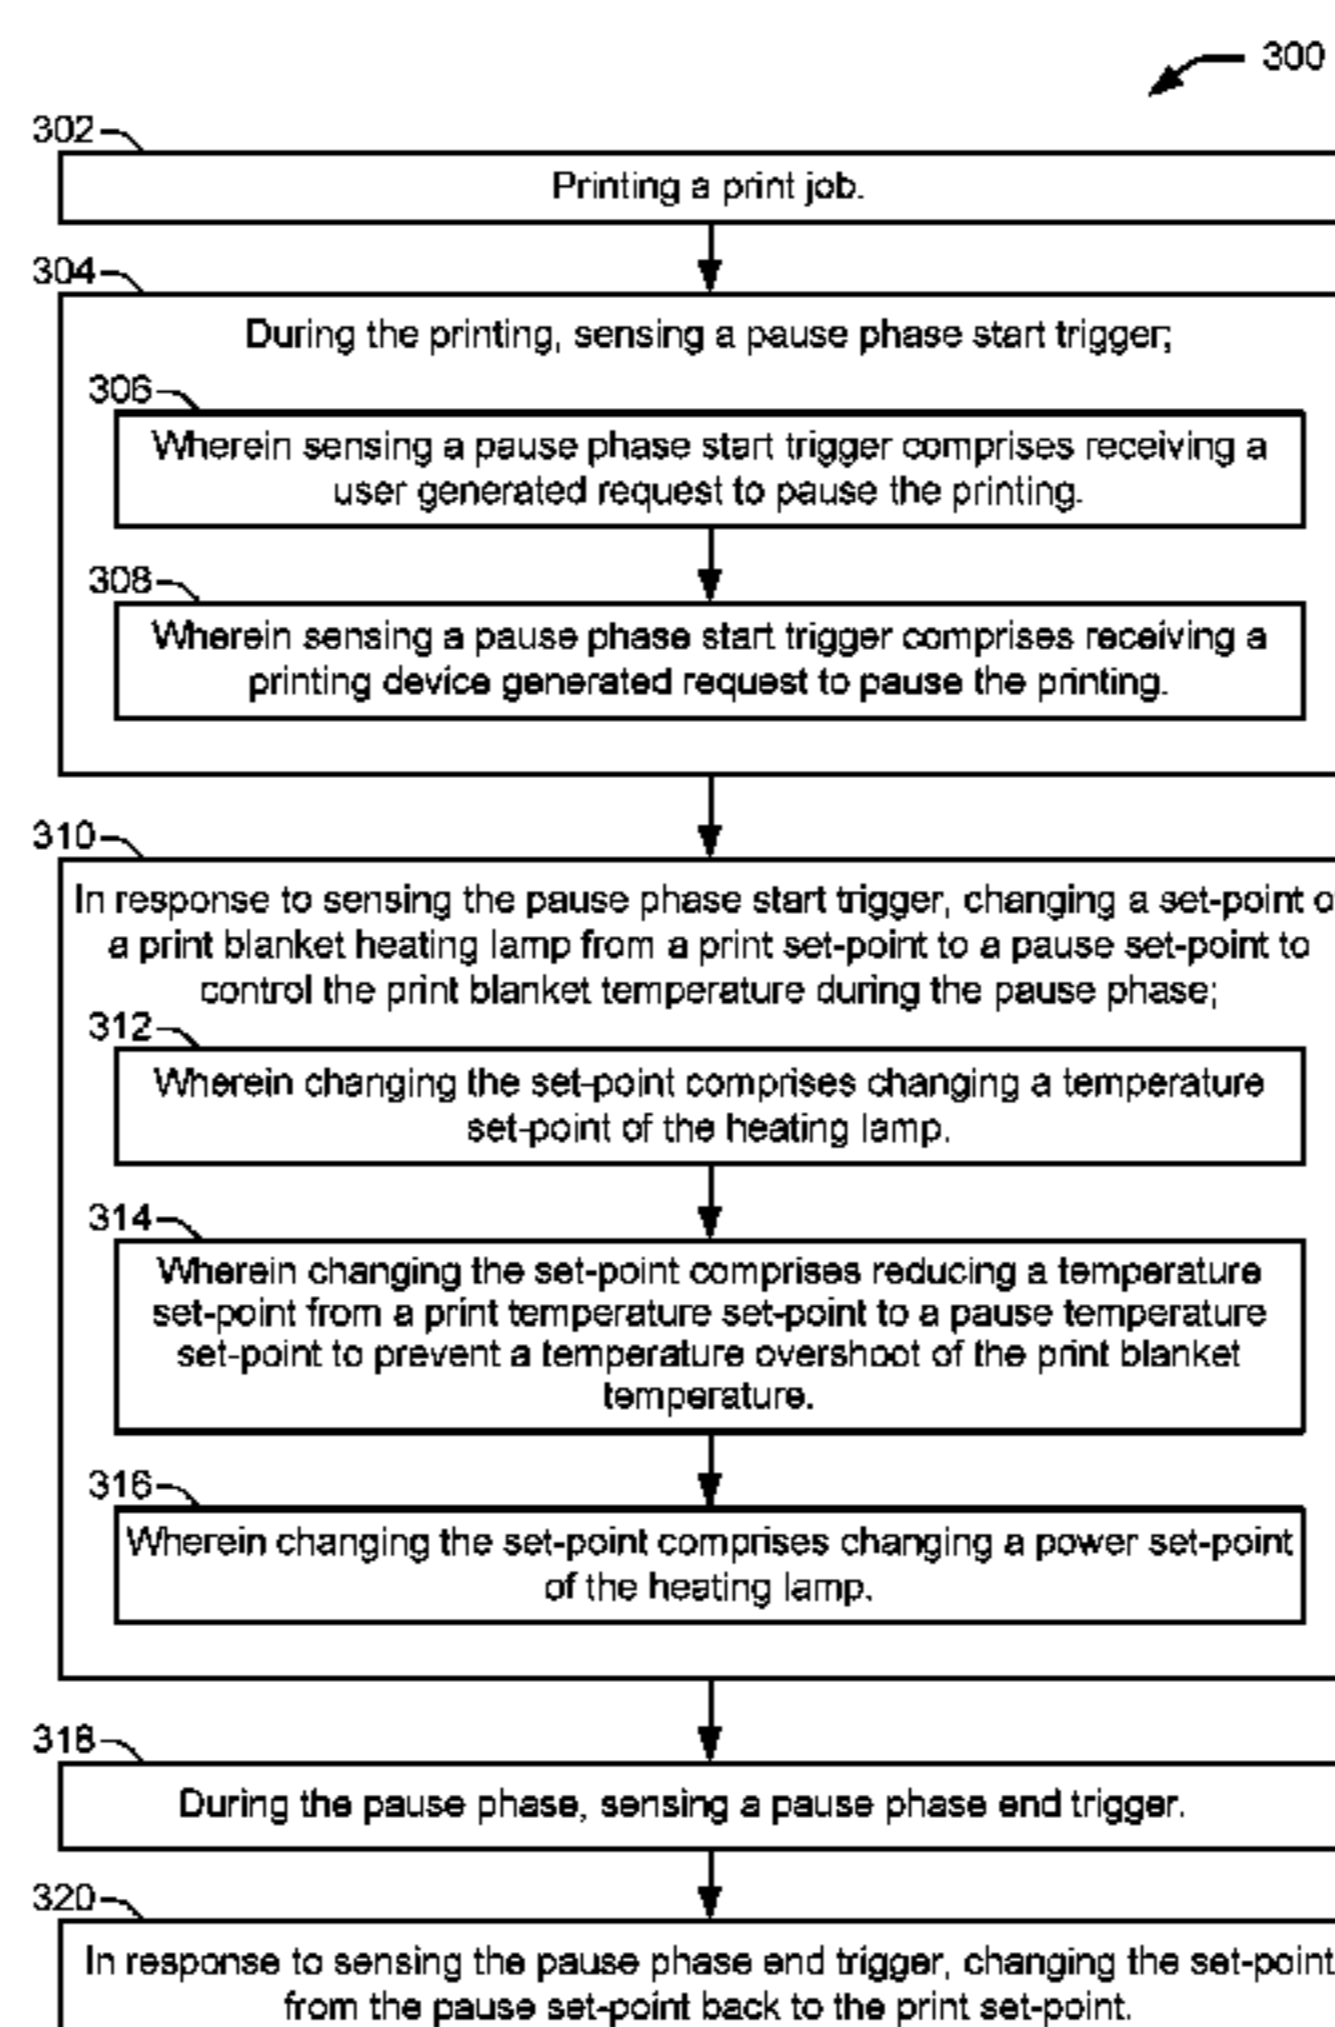 300
302
Printing a print job.
304
During the printing, sensing a pause phase start trigger;
306
Wherein sensing a pause phase start trigger comprises receiving a
user generated request to pause the printing.
308
Wherein sensing a pause phase start trigger comprises receiving a
printing device generated request to pause the printing.
310
In response to sensing the pause phase start trigger, changing a set-point o
a print blanket heating lamp from a print set-point to a pause set-point to
control the print blanket temperature during the pause phase;
312
Wherein changing the set-point comprises changing a temperature
set-point of the heating lamp.
314
Wherein changing the set-point comprises reducing a temperature
set-point from a print temperature set-point to a pause temperature
set-point to prevent a temperature overshoot of the print blanket
temperature.
316
Wherein changing the set-point comprises changing a power set-point
of the heating lamp.
318
During the pause phase, sensing a pause phase end trigger.
320
In response to sensing the pause phase end trigger, changing the set-point
from the pause set-point back to the print set-point.